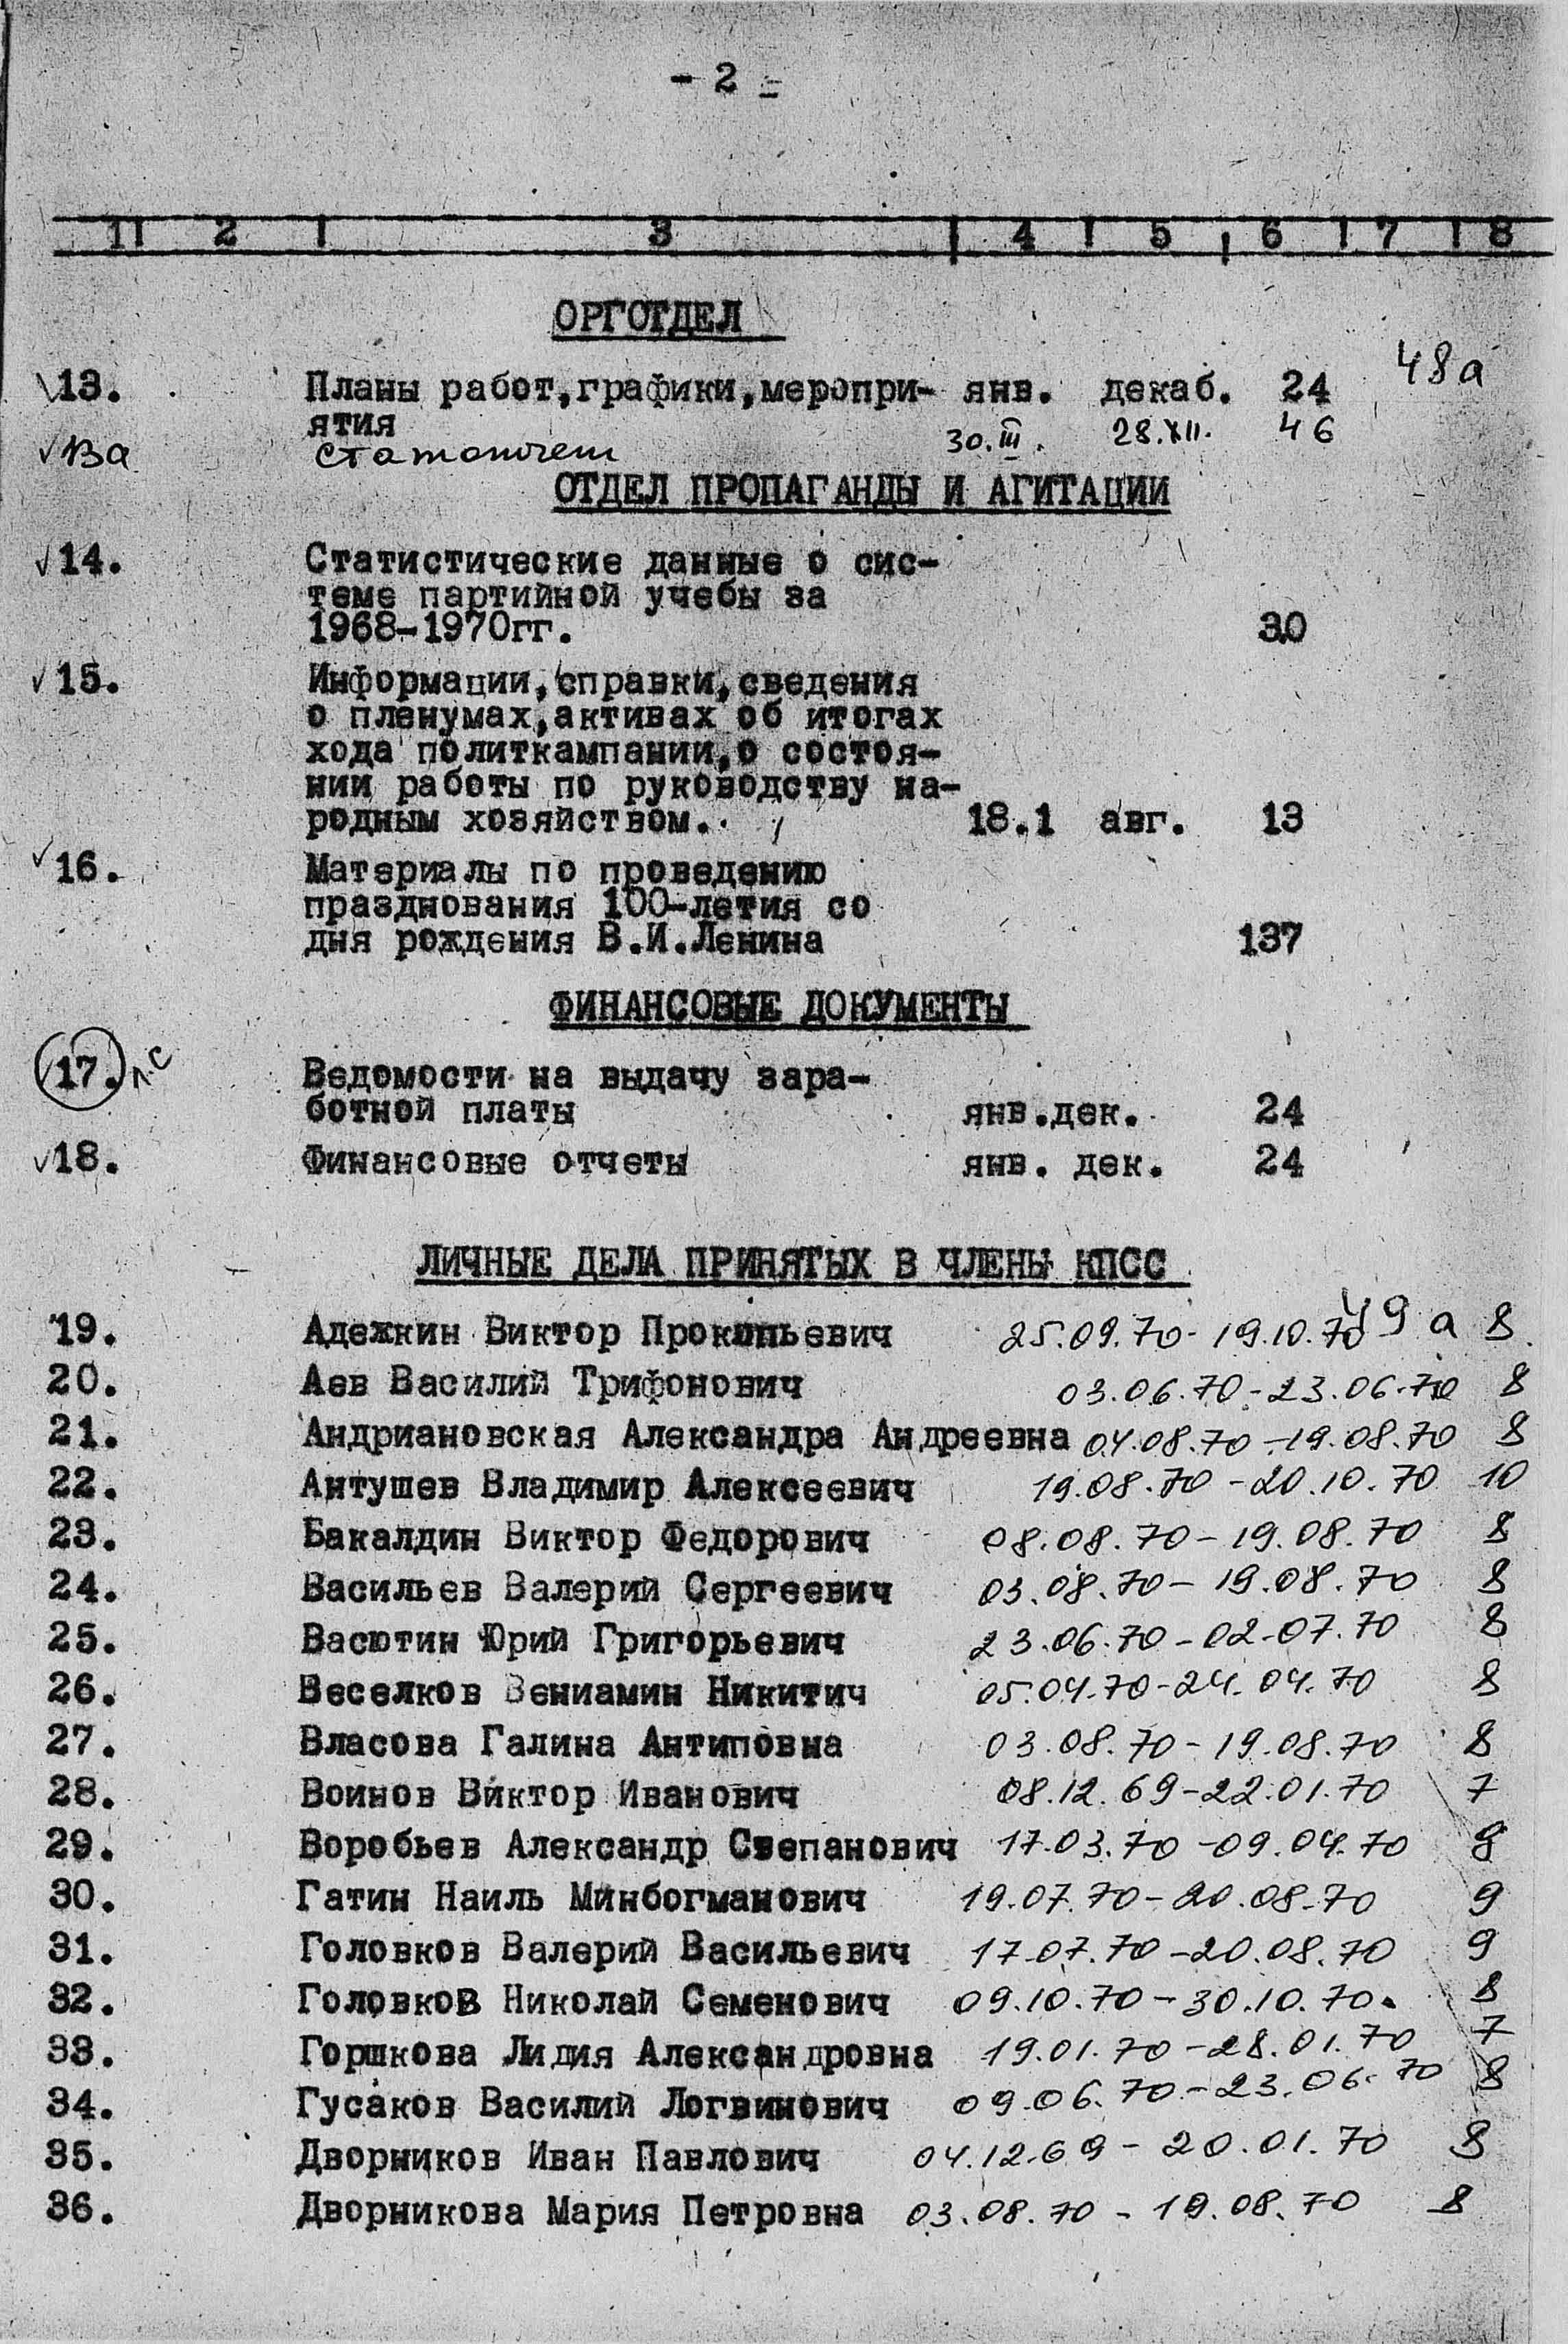 - 2 -
1 2 3 4 5 6 7 8
ОРГОТДЕЛ
48а
13. Планы работ,графики,меропри- янв. декаб. 24
ятия
13а Статотчет 30.III. 28.XII. 46
ОТДЕЛ ПРОПАГАНДЫ И АГИТАЦИИ
14. Статистические данные о сис-
теме партийной учебы за
1968-1970гг. 30
15. Информации,справки,сведения
о пленумах,активах об итогах
хода политкампании,о состоя-
нии работы по руководству на-
родным хозяйством. 18.1 авг. 13
16. Материалы по проведению
празднования 100-летия со
дня рождения В.И.Ленина 137
ФИНАНСОВЫЕ ДОКУМЕНТЫ
17. лс Ведомости на выдачу зара-
ботной платы янв.дек. 24
18. Финансовые отчеты янв. дек. 24
ЛИЧНЫЕ ДЕЛА ПРИНЯТЫХ В ЧЛЕНЫ КПСС
49а
19. Адежкин Виктор Прокопьевич 25.09.70-19.10.70 8
20. Аев Василий Трифонович 03.06.70-23.06.70 8
21. Андриановская Александра Андреевна 04.08.70-19.08.70 8
22. Антушев Владимир Алексеевич 19.08.70-20.10.70 10
23. Бакалдин Виктор Федорович 08.08.70-19.08.70 8
24. Васильев Валерий Сергеевич 03.08.70-19.08.70 8
25. Васютин Юрий Григорьевич 23.06.70-02.07.70 8
26. Веселков Вениамин Никитич 05.04.70-24.04.70 8
27. Власова Галина Антиповна 03.08.70-19.08.70 8
28. Воинов Виктор Иванович 08.12.69-22.01.70 7
29. Воробьев Александр Степанович 17.03.70-09.04.70 8
30. Гатин Наиль Минбогманович 19.07.70-20.08.70 9
31. Головков Валерий Васильевич 17.07.70-20.08.70 9
32. Головков Николай Семенович 09.10.70-30.10.70. 8
33. Горшкова Лидия Александровна 19.01.70-28.01.70 7
34. Гусаков Василий Логвинович 09.06.70-23.06.70 8
35. Дворников Иван Павлович 04.12.69-20.01.70 8
36. Дворникова Мария Петровна 03.08.70-19.08.70 8